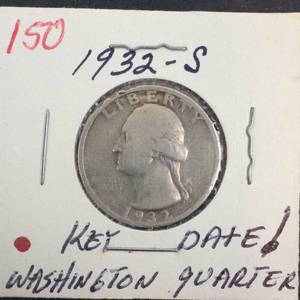 150
1932-S
LIBERTY
1932
KEY DATE!
WASHINGTON QUARTER